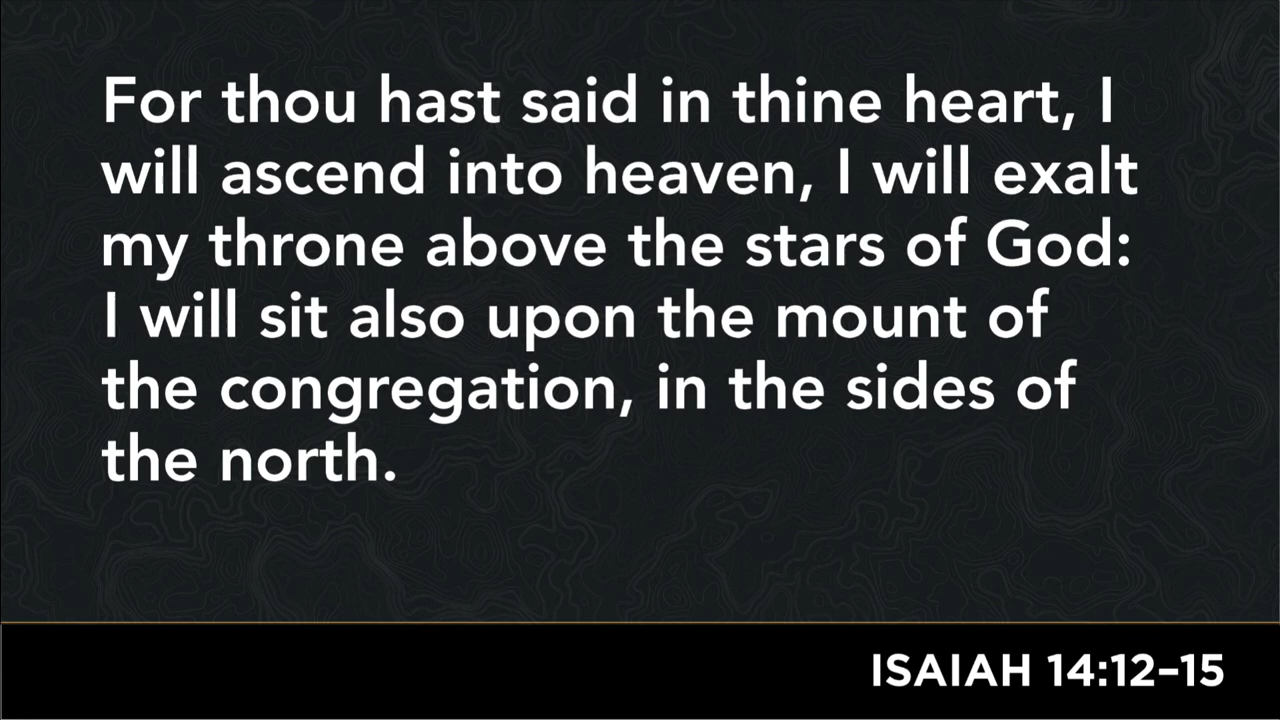 For thou hast said in thine heart, I
will ascend into heaven, I will exalt
my throne above the stars of God:
I will sit also upon the mount of
the congregation, in the sides of
the north.
ISAIAH 14:12–15